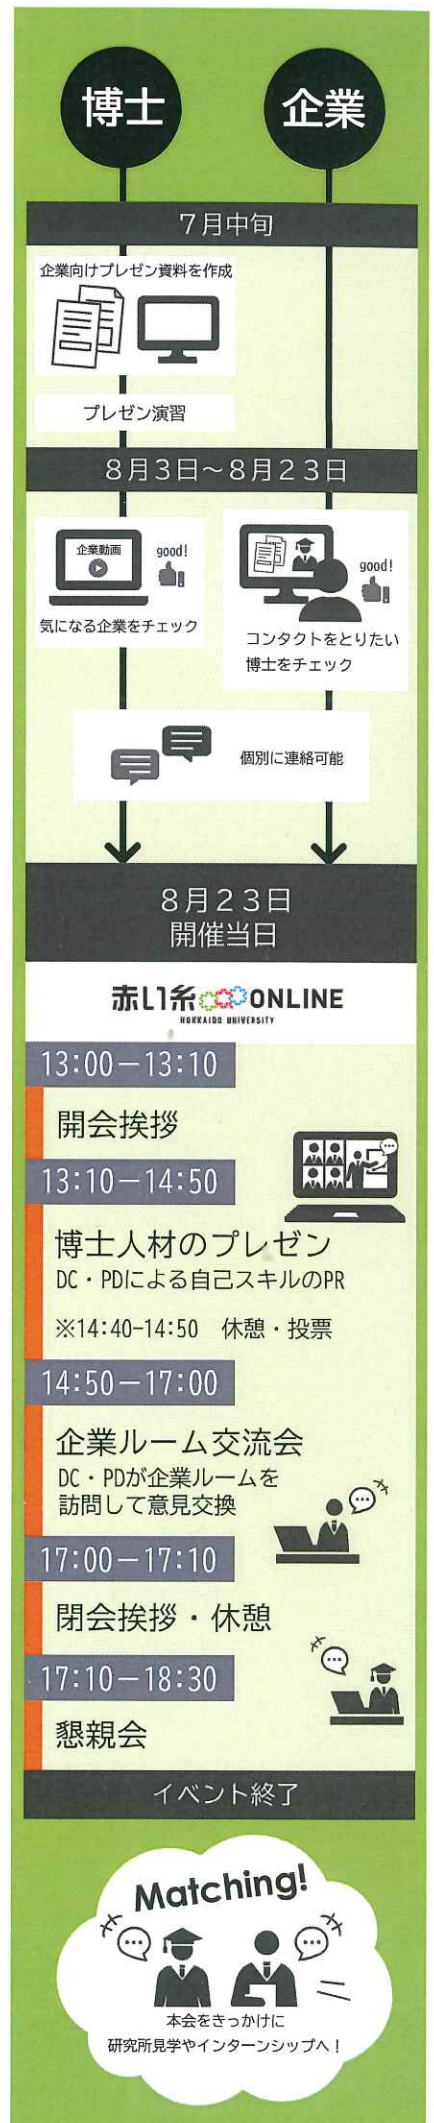 博士
企業
７月中旬
企業向けプレゼン資料を作成
プレゼン演習
８月３日～８月２３日
企業動画
good!
気になる企業をチェック
good!
コンタクトをとりたい
博士をチェック
個別に連絡可能
８月２３日
開催当日
赤い糸ONLINE
HOKKAIDO UNIVERSITY
13:00－13:10
開会挨拶
13:10－14:50
博士人材のプレゼン
DC・PDによる自己スキルのPR
※14:40-14:50　休憩・投票
14:50－17:00
企業ルーム交流会
DC・PDが企業ルームを
訪問して意見交換
17:00－17:10
閉会挨拶・休憩
17:10－18:30
懇親会
イベント終了
Matching!
本会をきっかけに
研究所見学やインターンシップへ！